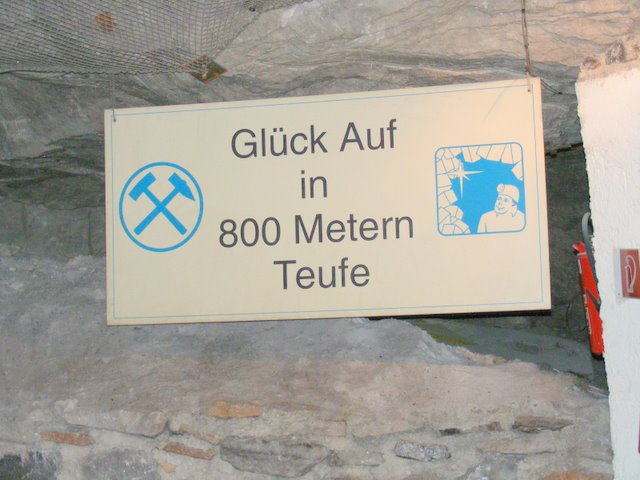 Glück Auf
in
800 Metern
Teufe